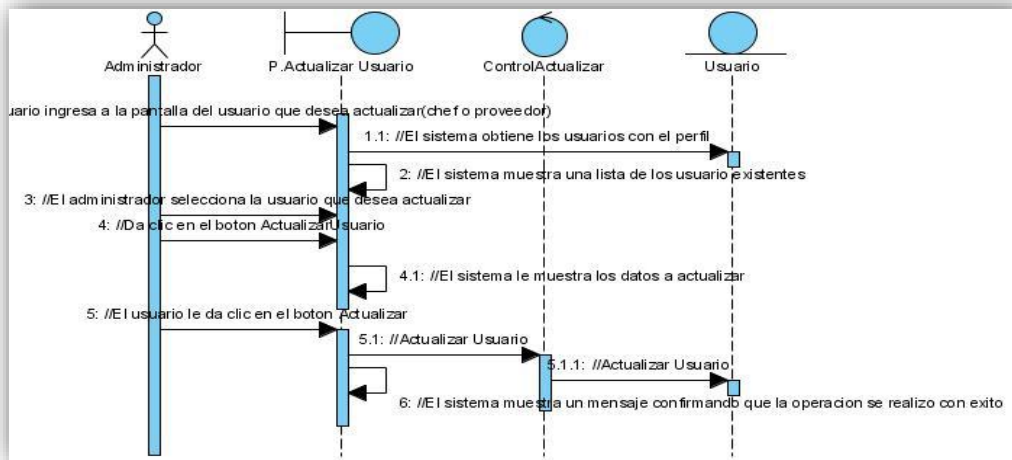 Administrador
P.Actualizar Usuario
ControlActualizar
Usuario
uario ingresa a la pantalla del usuario que desea actualizar(chef o proveedor)
1.1: //El sistema obtiene los usuarios con el perfil
2: //El sistema muestra una lista de los usuario existentes
3: //El administrador selecciona la usuario que desea actualizar
4: //Da clic en el boton ActualizarUsuario
4.1: //El sistema le muestra los datos a actualizar
5: //El usuario le da clic en el boton Actualizar
5.1: //Actualizar Usuario
5.1.1: //Actualizar Usuario
6: //El sistema muestra un mensaje confirmando que la operacion se realizo con exito